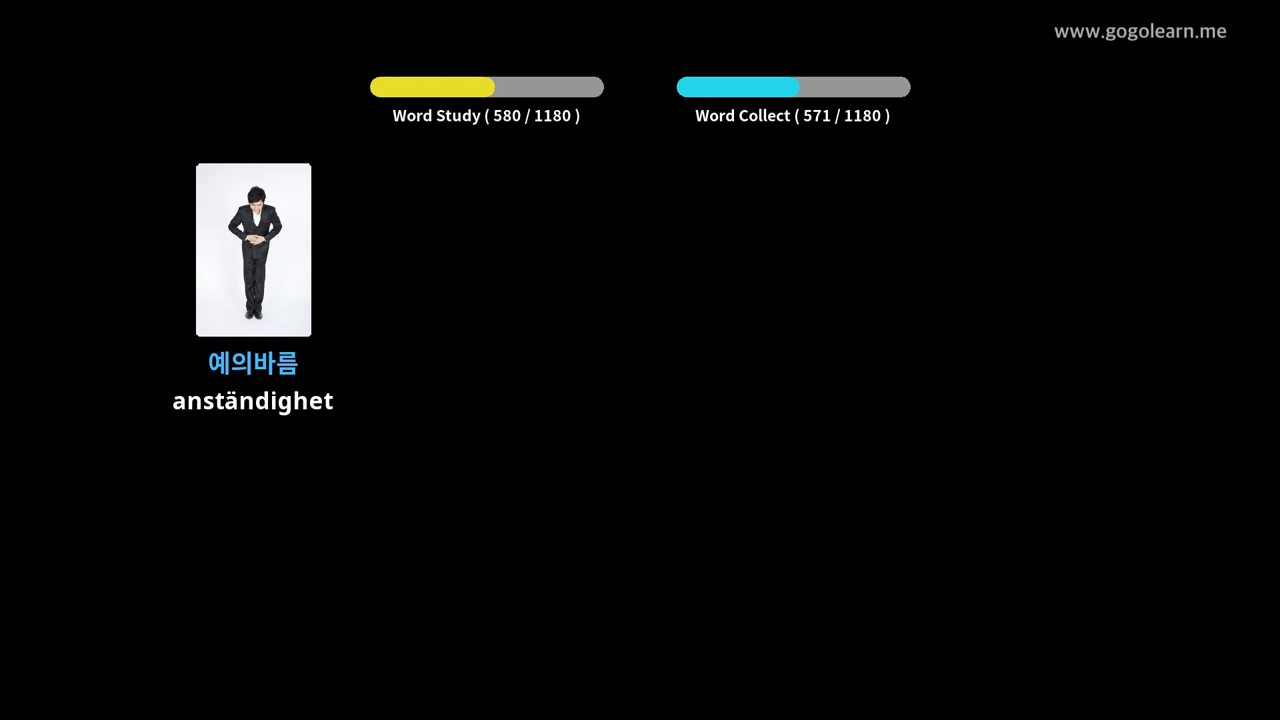 www.gogolearn.me
Word Study ( 580 / 1180 )
Word Collect ( 571 / 1180 )
예의바름
anständighet